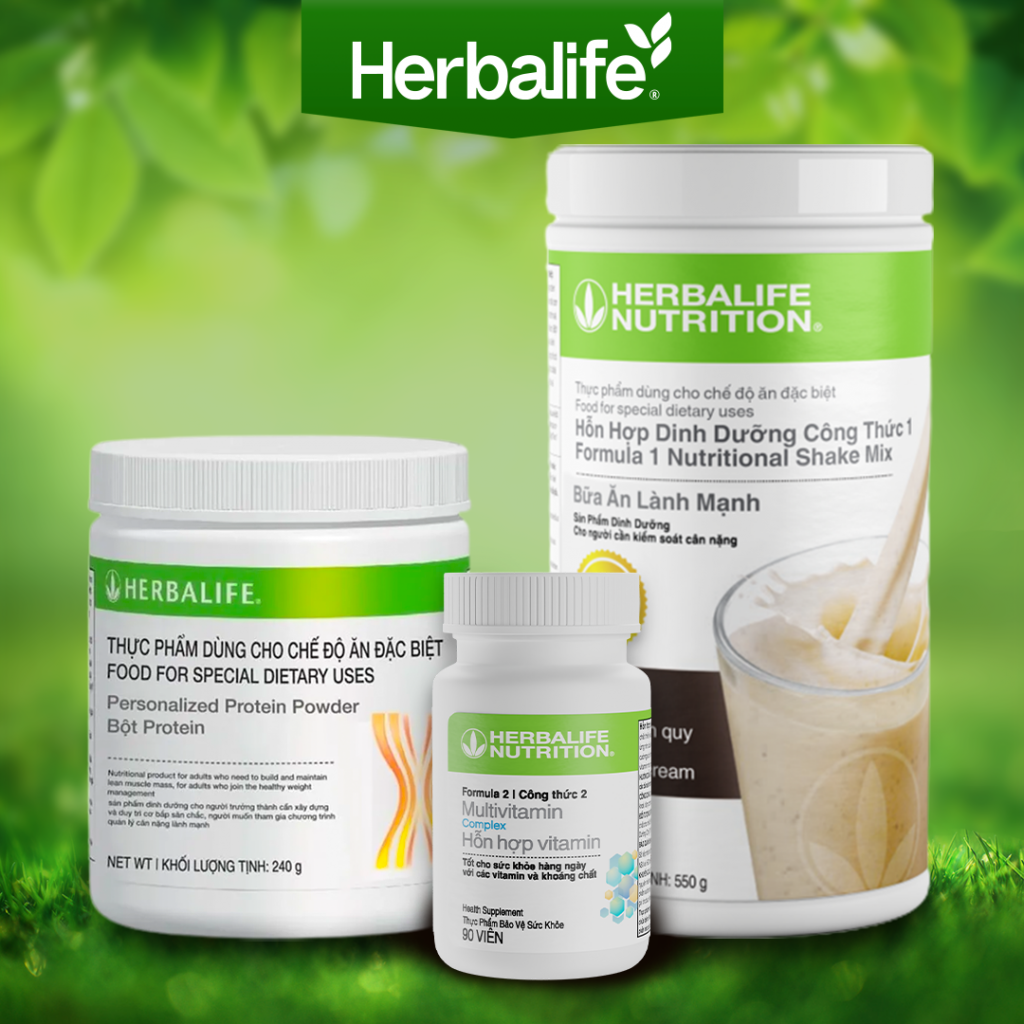 Herbalife®
HERBALIFE
NUTRITION®
Thực phẩm dùng cho chế độ ăn đặc biệt
Food for special dietary uses
Hỗn Hợp Dinh Dưỡng Công Thức 1
Formula 1 Nutritional Shake Mix
Bữa Ăn Lành Mạnh
Sản Phẩm Dinh Dưỡng
Cho người cần kiểm soát cân nặng
quy
ream
NH: 550 g
HERBALIFE®
THỰC PHẨM DÙNG CHO CHẾ ĐỘ ĂN ĐẶC BIỆT
FOOD FOR SPECIAL DIETARY USES
Personalized Protein Powder
Bột Protein
Nutritional product for adults who need to build and maintain
lean muscle mass, for adults who join the healthy weight
management
sản phẩm dinh dưỡng cho người trưởng thành cần xây dựng
và duy trì cơ bắp săn chắc, người muốn tham gia chương trình
quản lý cân nặng lành mạnh
NET WT | KHỐI LƯỢNG TỊNH: 240 g
HERBALIFE
NUTRITION®
Formula 2 | Công thức 2
Multivitamin
Complex
Hỗn hợp vitamin
Tốt cho sức khỏe hàng ngày
với các vitamin và khoáng chất
Health Supplement
Thực Phẩm Bảo Vệ Sức Khỏe
90 VIÊN